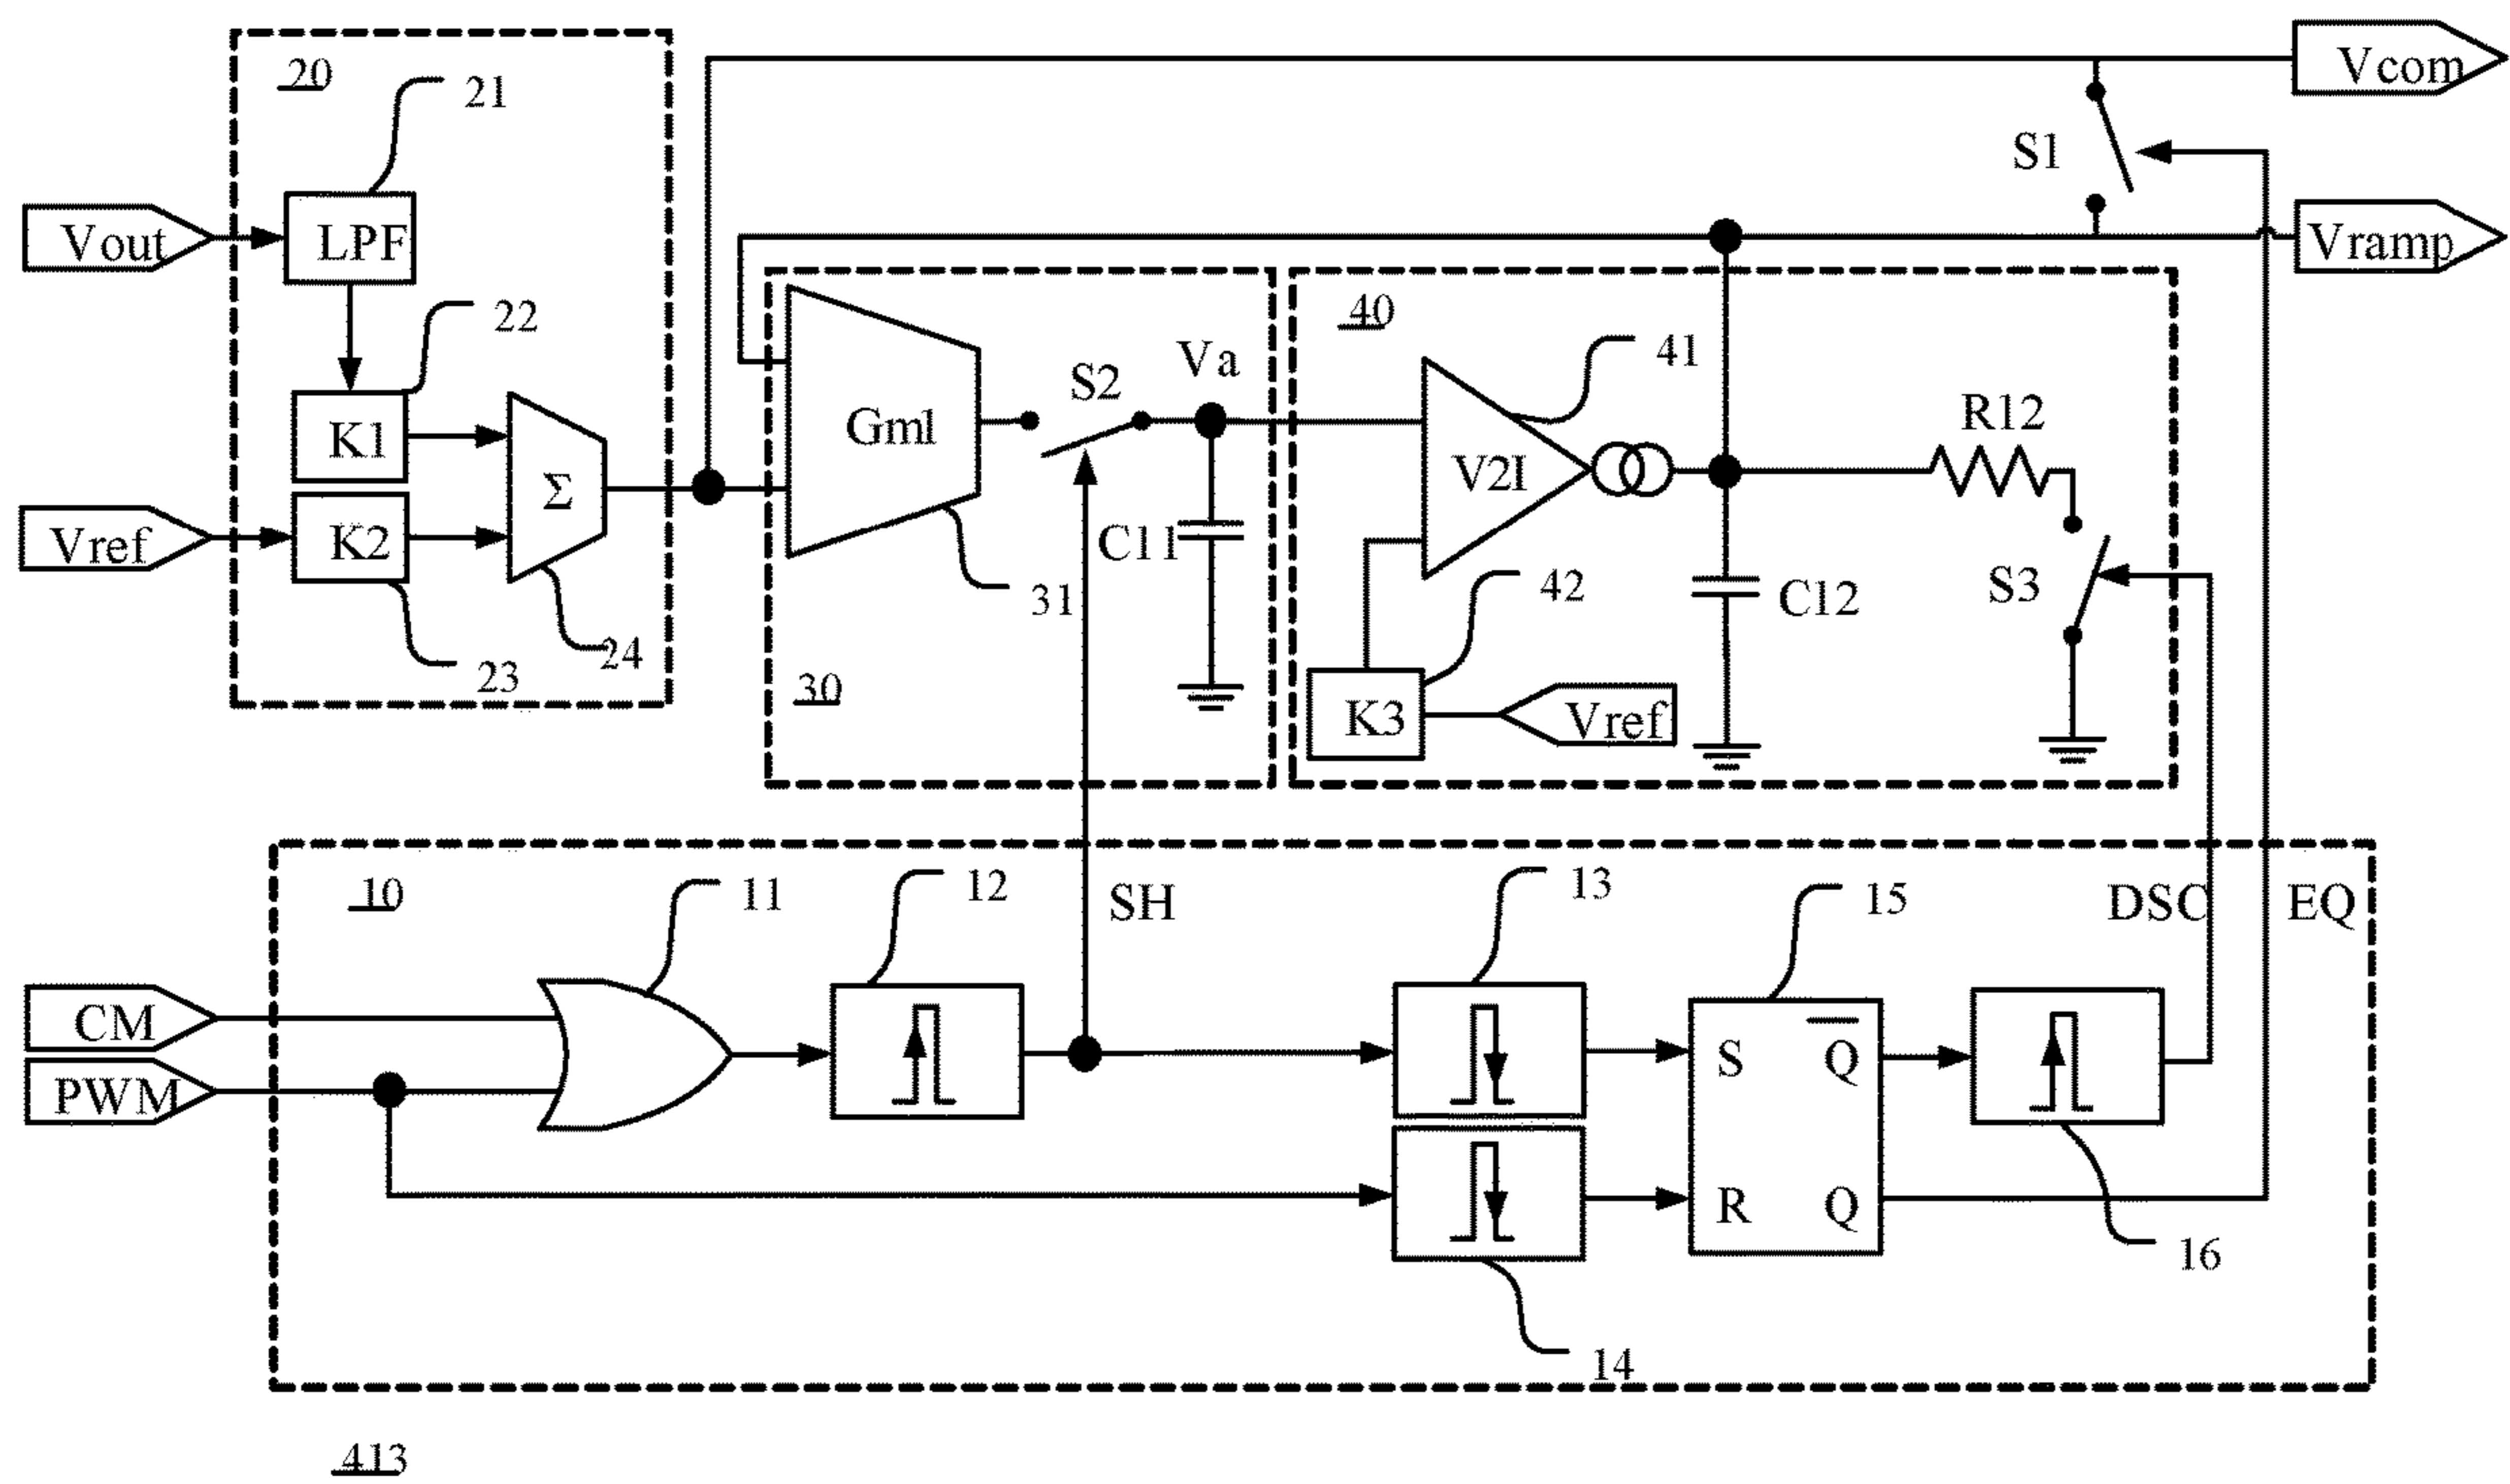 20
21
Vcom
S1
Vout
LPF
Vramp
22
40
41
Va
S2
R12
Gm1
K1
V2I
Σ
Vref
K2
C11
31
42
C12
S3
24
23
30
K3
Vref
10
11
12
SH
13
15
DSC
EQ
CM
PWM
S
Q
R
Q
16
14
413